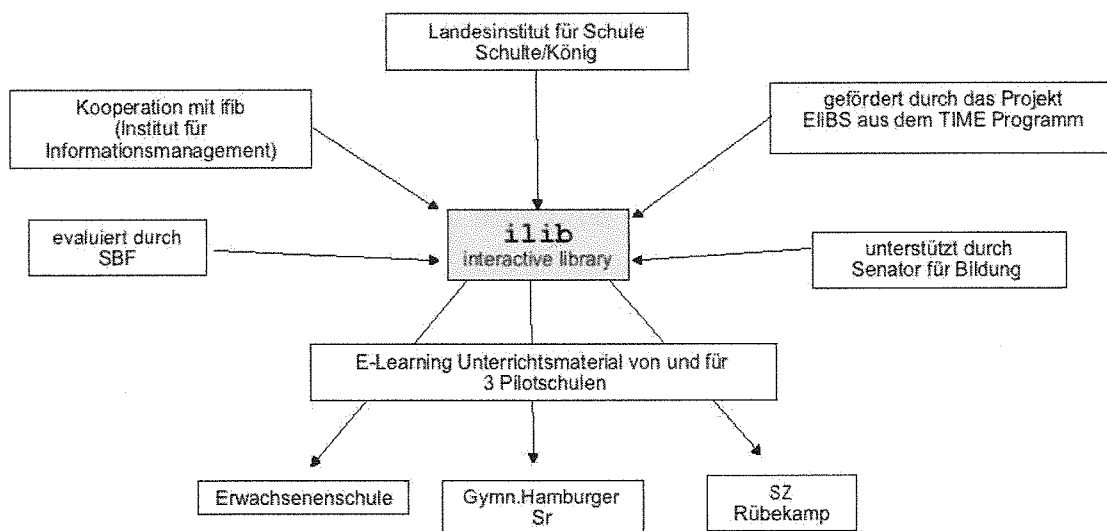 Landesinstitut für Schule
Schulte/König
Kooperation mit ifib
(Institut für
Informationsmanagement)
gefördert durch das Projekt
EliBS aus dem TIME Programm
evaluiert durch
SBF
ilib
interactive library
unterstützt durch
Senator für Bildung
E-Learning Unterrichtsmaterial von und für
3 Pilotschulen
Erwachsenenschule
Gymn.Hamburger
Sr
SZ
Rübekamp